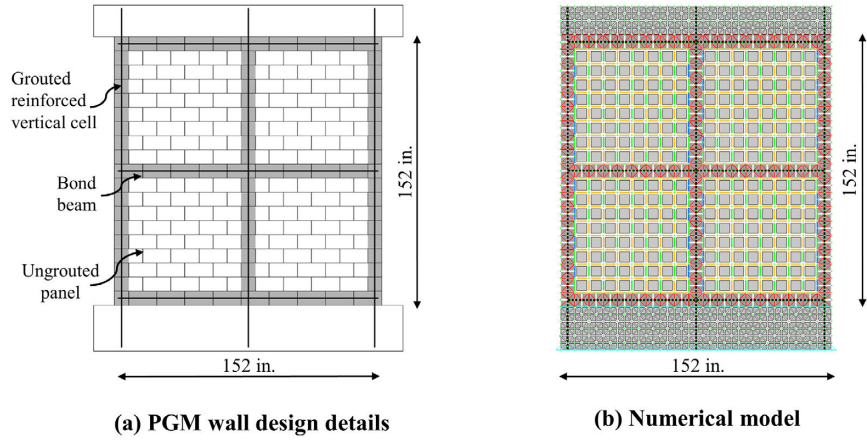 Grouted
reinforced
vertical cell
Bond
beam
Ungrouted
panel
152 in.
152 in.
(a) PGM wall design details
152 in.
152 in.
(b) Numerical model